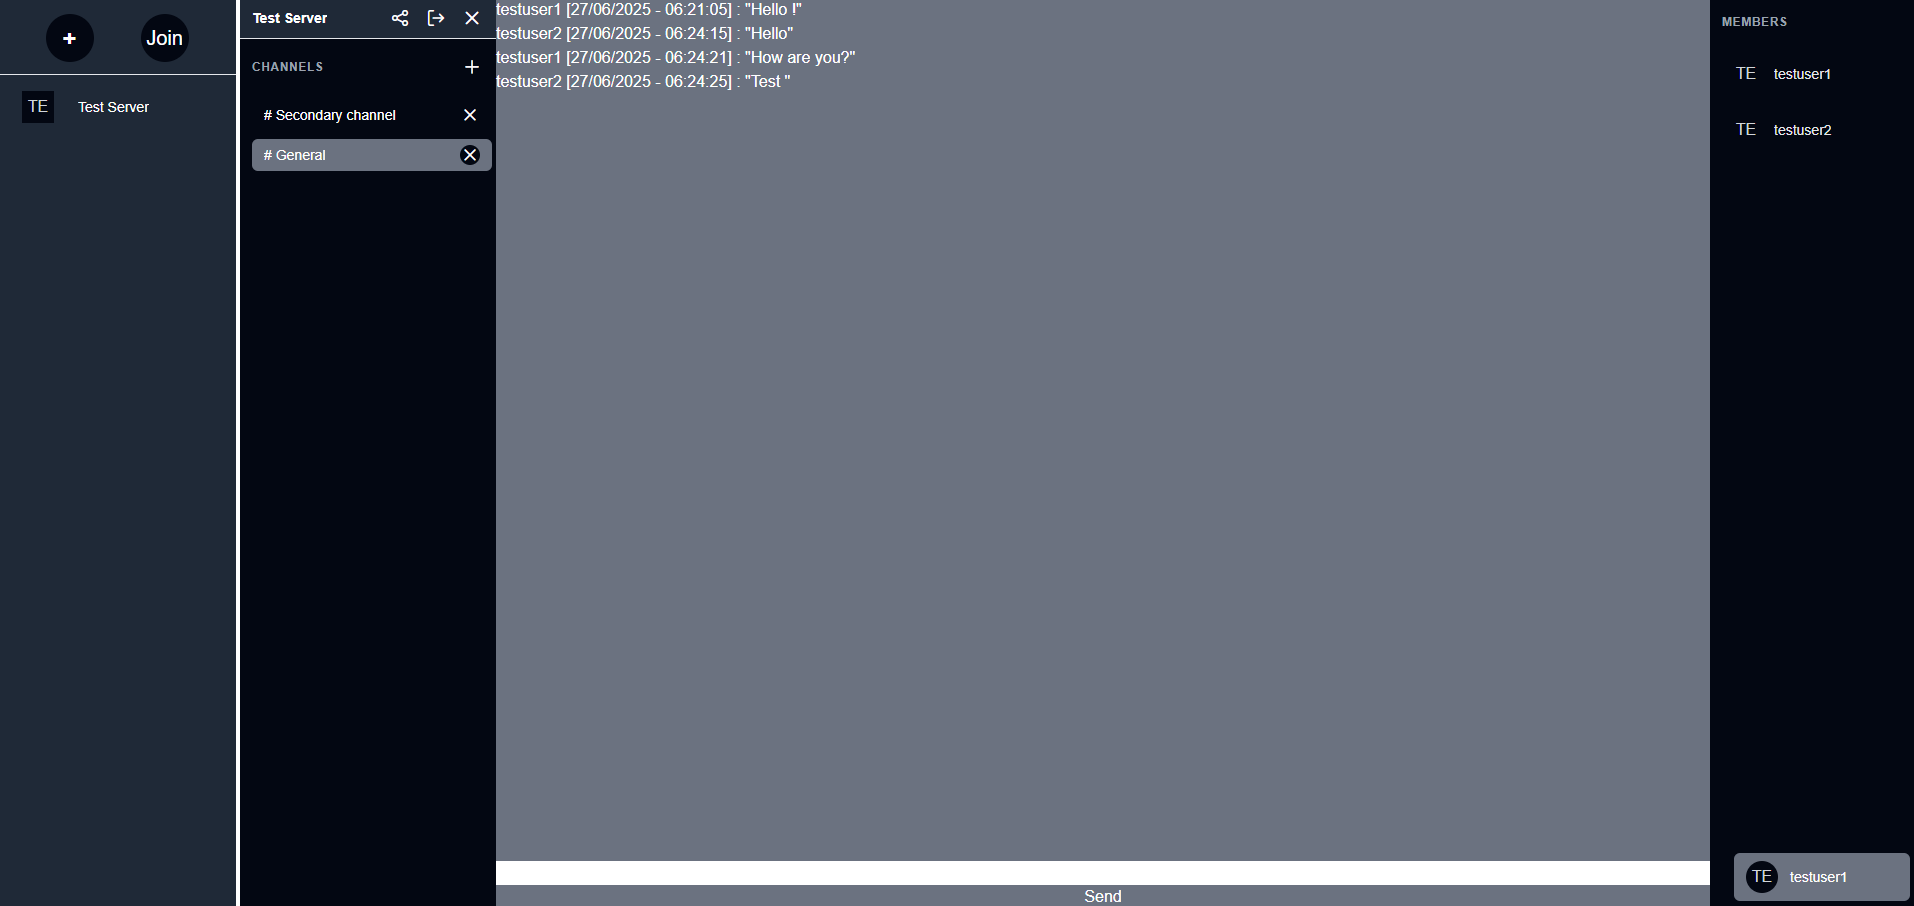 +
Join
TE Test Server
Test Server
CHANNELS
# Secondary channel
# General
testuser1 [27/06/2025 - 06:21:05] : "Hello !"
testuser2 [27/06/2025 - 06:24:15] : "Hello"
testuser1 [27/06/2025 - 06:24:21] : "How are you?"
testuser2 [27/06/2025 - 06:24:25] : "Test "
Send
MEMBERS
TE testuser1
TE testuser2
TE testuser1